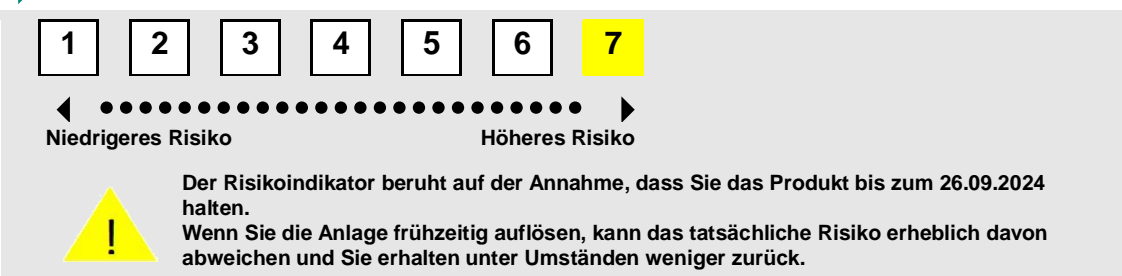 1 2 3 4 5 6 7
Niedrigeres Risiko Höheres Risiko
Der Risikoindikator beruht auf der Annahme, dass Sie das Produkt bis zum 26.09.2024
halten.
Wenn Sie die Anlage frühzeitig auflösen, kann das tatsächliche Risiko erheblich davon
abweichen und Sie erhalten unter Umständen weniger zurück.
!